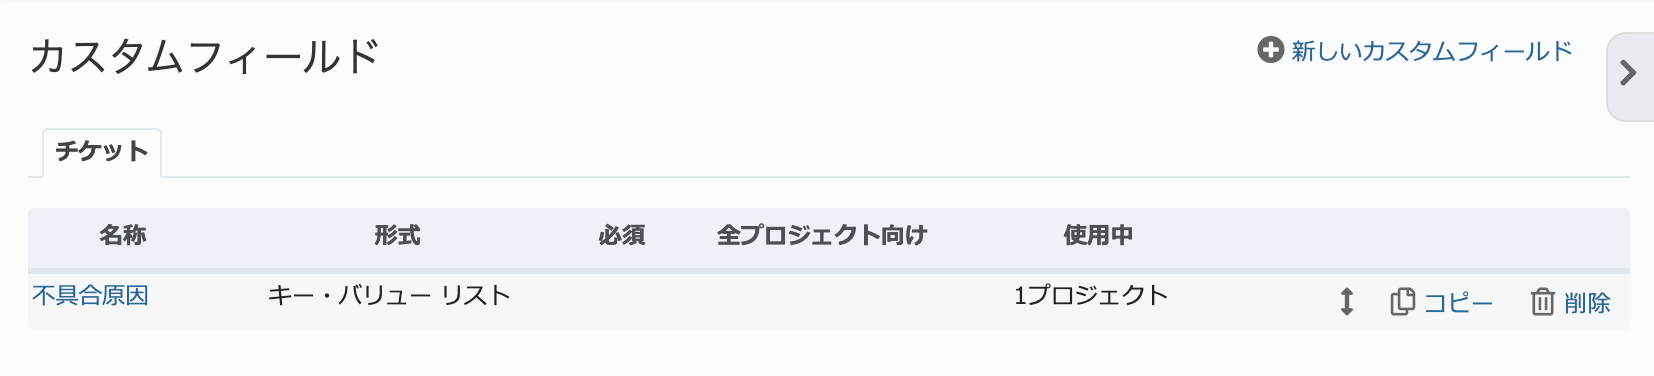 カスタムフィールド
新しいカスタムフィールド
チケット
名称 形式 必須 全プロジェクト向け 使用中
不具合原因 キー・バリュー リスト 1プロジェクト コピー 削除